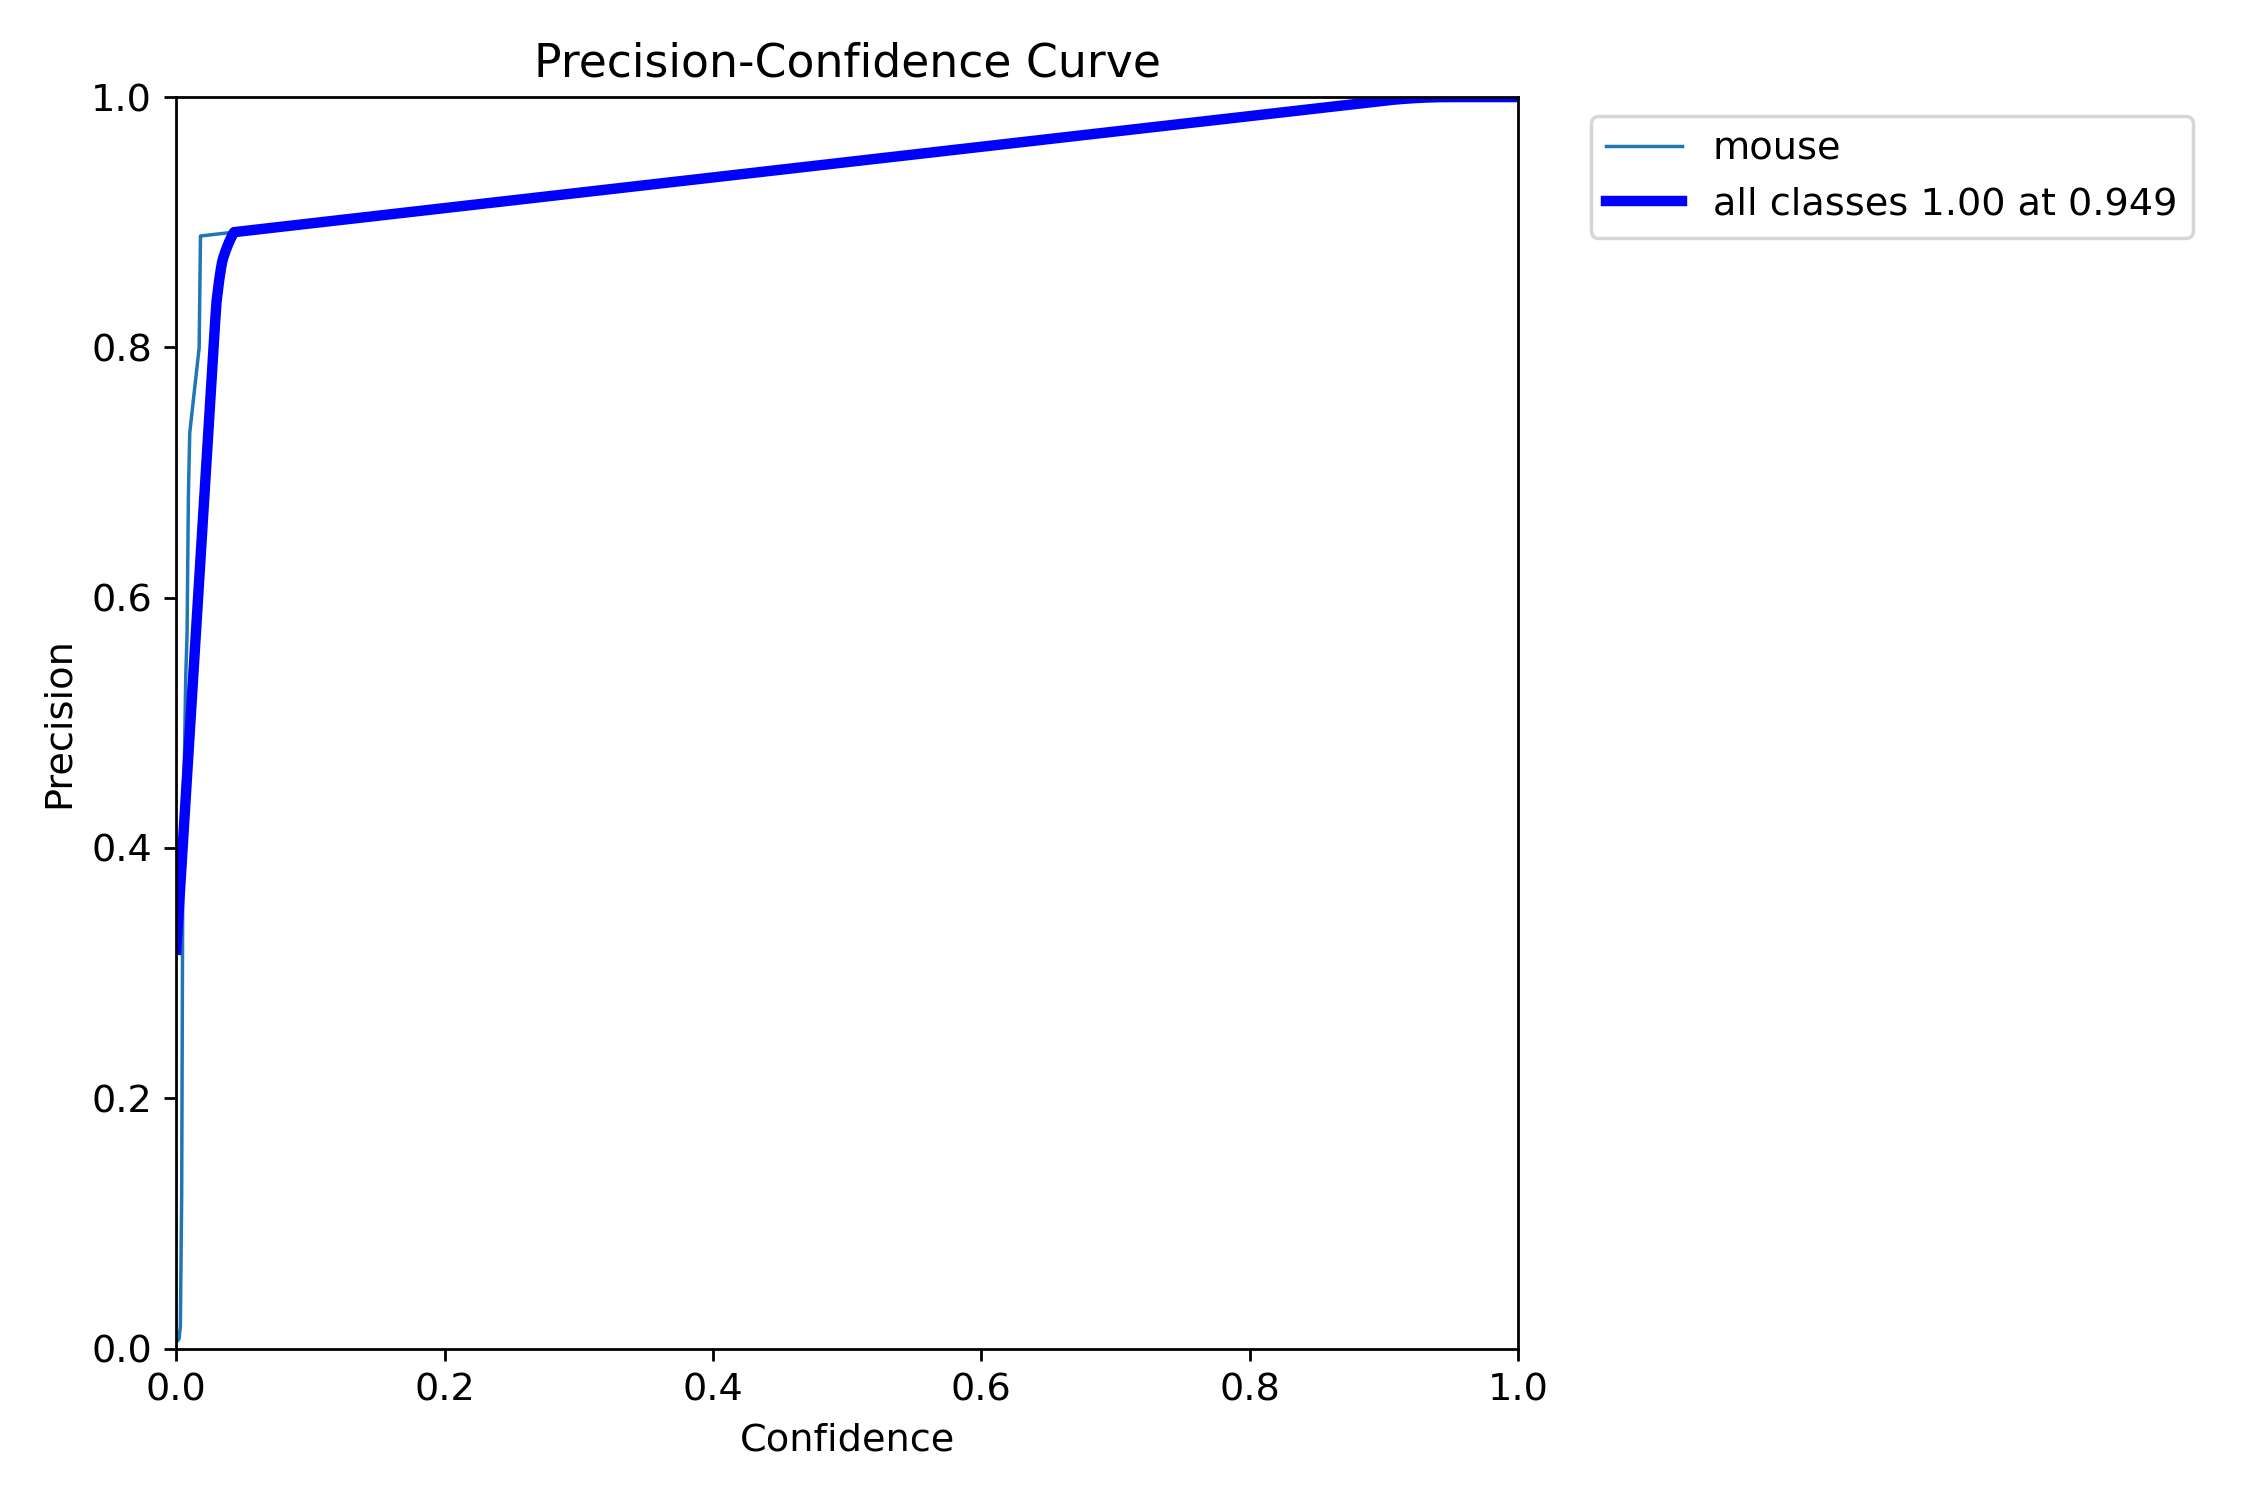 Precision-Confidence Curve
mouse
all classes 1.00 at 0.949
Precision
1.0
0.8
0.6
0.4
0.2
0.0
0.0 0.2 0.4 0.6 0.8 1.0
Confidence